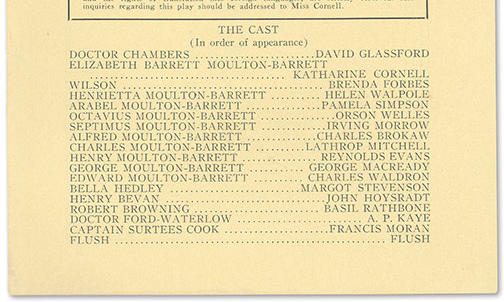 inquiries regarding this play should be addressed to Miss Cornell.
THE CAST
(In order of appearance)
DOCTOR CHAMBERS ........................DAVID GLASSFORD
ELIZABETH BARRETT MOULTON-BARRETT
........................................ KATHARINE CORNELL
WILSON ....................................... BRENDA FORBES
HENRIETTA MOULTON-BARRETT .......... HELEN WALPOLE
ARABEL MOULTON-BARRETT .............PAMELA SIMPSON
OCTAVIUS MOULTON-BARRETT .............ORSON WELLES
SEPTIMUS MOULTON-BARRETT ............IRVING MORROW
ALFRED MOULTON-BARRETT .............CHARLES BROKAW
CHARLES MOULTON-BARRETT ..........LATHROP MITCHELL
HENRY MOULTON-BARRETT .............REYNOLDS EVANS
GEORGE MOULTON-BARRETT ........... GEORGE MACREADY
EDWARD MOULTON-BARRETT .......... CHARLES WALDRON
BELLA HEDLEY ..........................MARGOT STEVENSON
HENRY BEVAN ..............................JOHN HOYSRADT
ROBERT BROWNING ........................ BASIL RATHBONE
DOCTOR FORD-WATERLOW ........................ A. P. KAYE
CAPTAIN SURTEES COOK ...................FRANCIS MORAN
FLUSH .................................................... FLUSH